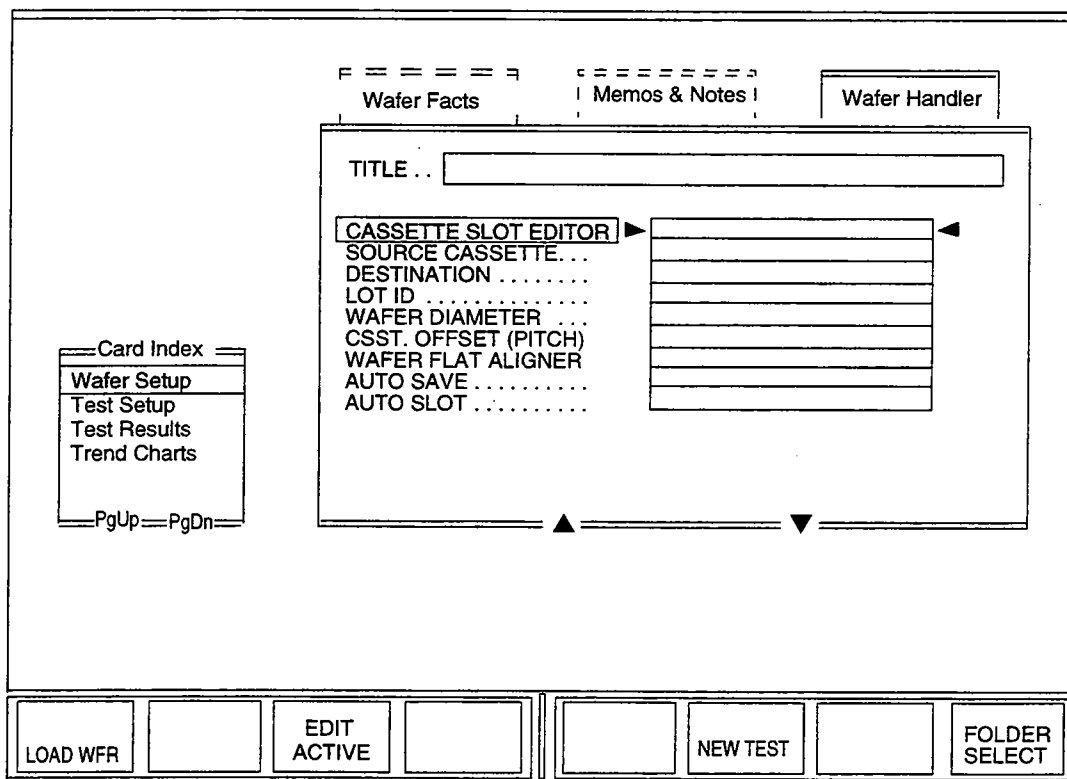 Wafer Facts
Memos & Notes
Wafer Handler
TITLE . .
CASSETTE SLOT EDITOR
SOURCE CASSETTE. . .
DESTINATION . . . . . . . .
LOT ID . . . . . . . . . . . . .
WAFER DIAMETER . . .
CSST. OFFSET (PITCH)
WAFER FLAT ALIGNER
AUTO SAVE . . . . . . . . . .
AUTO SLOT . . . . . . . . . .
Card Index
Wafer Setup
Test Setup
Test Results
Trend Charts
PgUp PgDn
LOAD WFR
EDIT
ACTIVE
NEW TEST
FOLDER
SELECT